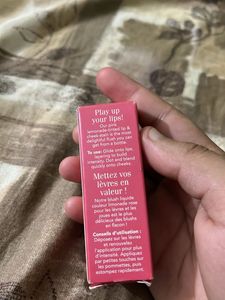 Play up
your lips!
Our pink
lemonade-tinted lip &
cheek stain is the most
delightful flush you can
get from a bottle.
To use: Glide onto lips,
layering to build
intensity. Dot and blend
quickly onto cheeks.
Mettez vos
lèvres en
valeur !
Notre blush liquide
couleur limonade rose
pour les lèvres et les
joues est le plus
délicieux des blushs
en flacon !
Conseils d'utilisation :
Déposez sur les lèvres
et renouvelez
l'application pour plus
d'intensité. Appliquez
par petites touches sur
les pommettes, puis
estompez rapidement.